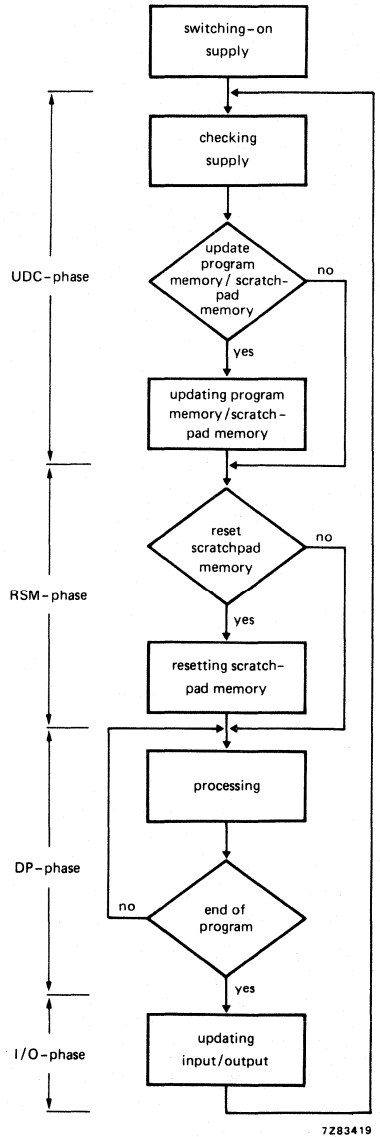 switching-on
supply
checking
supply
UDC-phase
update
program
memory/scratch-
pad
memory
no
yes
updating program
memory/scratch-
pad memory
RSM-phase
reset
scratchpad
memory
no
yes
resetting scratch-
pad memory
processing
DP-phase
no
end of
program
yes
I/O-phase
updating
input/output
7Z83419